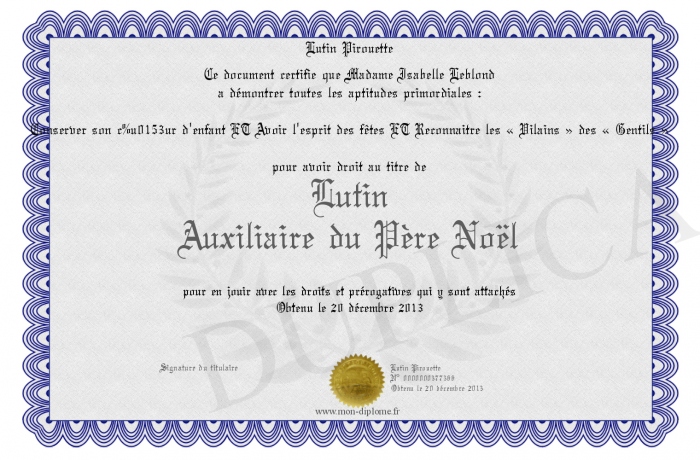 Lutin Pirouette
Ce document certifie que Madame Isabelle Leblond
a démontrer toutes les aptitudes primordiales :
Conserver son c%u0153ur d'enfant ET Avoir l'esprit des fêtes ET Reconnaitre les « Vilains » des « Gentils »
pour avoir droit au titre de
Lutin
Auxiliaire du Père Noël
pour en jouir avec les droits et prérogatives qui y sont attachés
Obtenu le 20 décembre 2013
Signature du titulaire
Lutin Pirouette
N° 0000000377366
Obtenu le 20 décembre 2013
www.mon-diplome.fr
DUPLICA